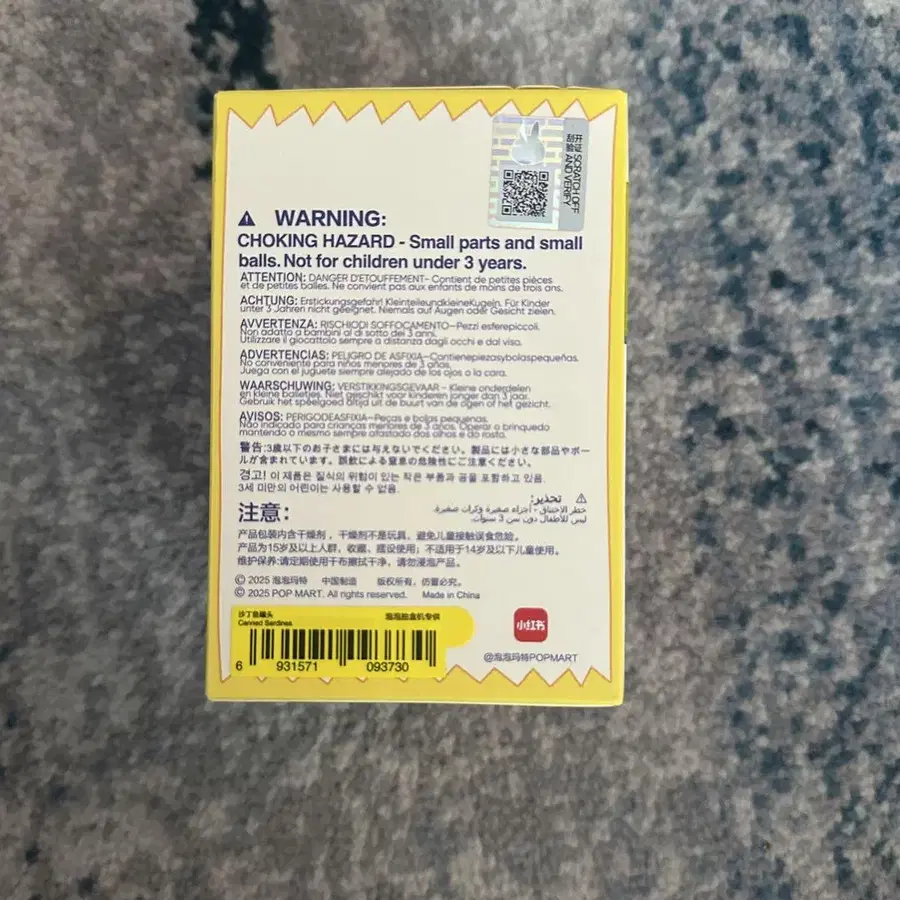 刮开
验证
SCRATCH OFF
AND VERIFY
⚠ WARNING:
CHOKING HAZARD - Small parts and small
balls. Not for children under 3 years.
ATTENTION: DANGER D'ETOUFFEMENT- Contient de petites pièces
et de petites balles. Ne convient pas aux enfants de moins de trois ans.
ACHTUNG: Erstickungsgefahr! KleinteileundkleineKugeln. Für Kinder
unter 3 Jahren nicht geeignet. Niemals auf Augen oder Gesicht zielen.
AVVERTENZA: RISCHIODI SOFFOCAMENTO-Pezzi esferepiccoli.
Non adatto a bambini al di sotto dei 3 anni.
Utilizzare il giocattolo sempre a distanza dagli occhi e dal viso.
ADVERTENCIAS: PELIGRO DE ASFIXIA-Contienepiezasybolaspequeñas.
No conveniente para niños menpres de 3 años.
Juega con el juguete siempre alejado de los ojos o la cara.
WAARSCHUWING: VERSTIKKINGSGEVAAR - Kleine onderdelen
en kleine balletjes. Niet geschikt voor kinderen jonger dan 3 jaar.
Gebruik het speelgoed altijd uit de buurt van de ogen of het gezicht.
AVISOS: PERIGODEASFIXIA-Peças e bolas pequenas.
Não indicado para crianças menores de 3 anos. Operar o brinquedo
mantendo o mesmo sempre afastado dos olhos e do rosto.
警告:3歳以下のお子さまには与えないでください。製品には小さな部品やボー
ルが含まれています。誤飲による窒息の危険性にご注意ください。
경고! 이 제품은 질식의 위험이 있는 작은 부품과 공을 포함하고 있음.
3세 미만의 어린이는 사용할 수 없음.
⚠ تحذير:
خطر الاختناق - أجزاء صغيرة وكرات صغيرة.
ليس للأطفال دون سن 3 سنوات.
注意:
产品包装内含干燥剂，干燥剂不是玩具，避免儿童接触误食危险。
产品为15岁及以上人群，收藏、摆设使用；不适用于14岁及以下儿童使用。
维护保养:请定期使用干布擦拭干净，请勿浸泡产品。
© 2025 泡泡玛特 中国制造 版权所有，仿冒必究。
© 2025 POP MART. All rights reserved. Made in China
沙丁鱼罐头 泡泡抽盒机专供
Canned Sardines
6 931571 093730
小红书
@泡泡玛特POPMART